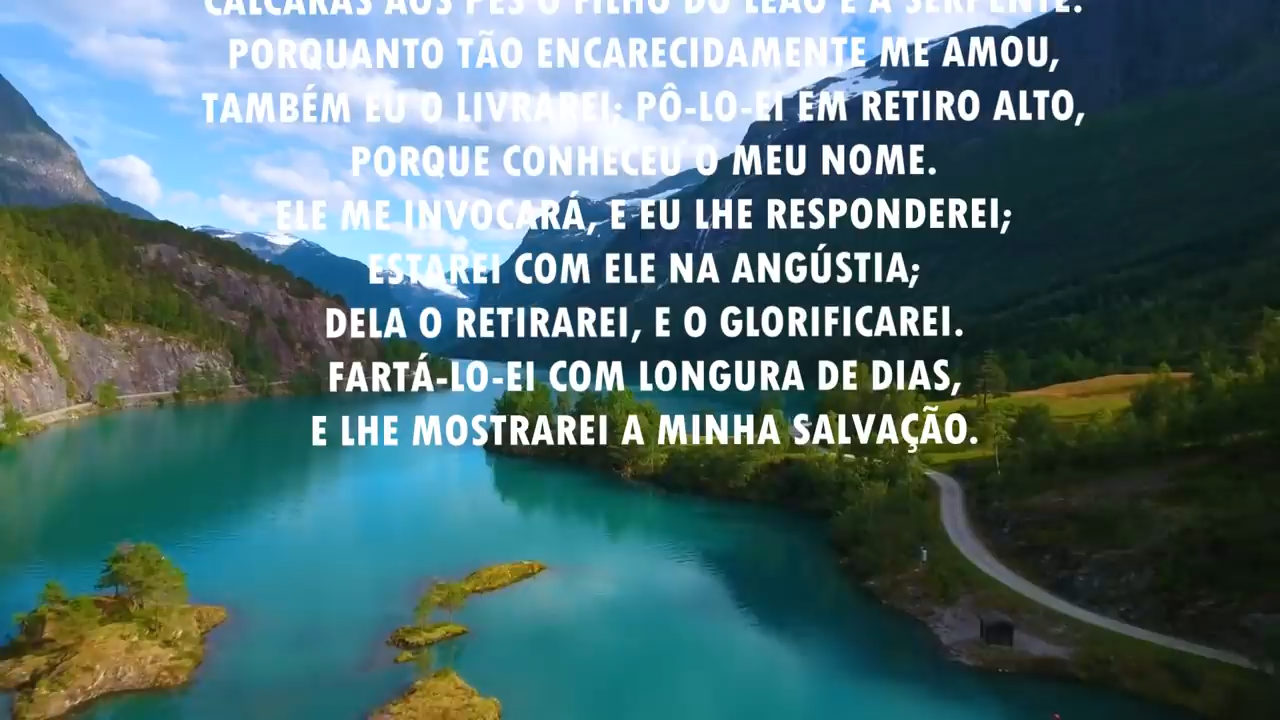 CALCARÁS AOS PÉS O FILHO DO LEÃO E A SERPENTE.
PORQUANTO TÃO ENCARECIDAMENTE ME AMOU,
TAMBÉM EU O LIVRAREI; PÔ-LO-EI EM RETIRO ALTO,
PORQUE CONHECEU O MEU NOME.
ELE ME INVOCARÁ, E EU LHE RESPONDEREI;
ESTAREI COM ELE NA ANGÚSTIA;
DELA O RETIRAREI, E O GLORIFICAREI.
FARTÁ-LO-EI COM LONGURA DE DIAS,
E LHE MOSTRAREI A MINHA SALVAÇÃO.